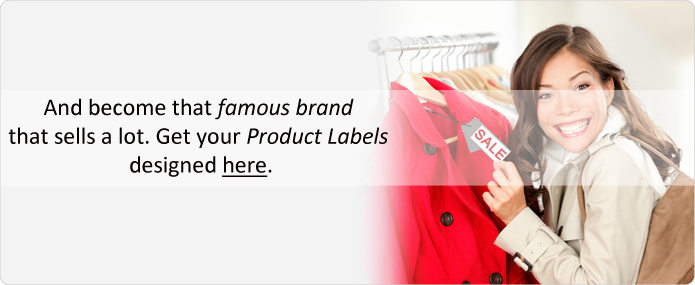 And become that famous brand
that sells a lot. Get your Product Labels
designed here.
SALE